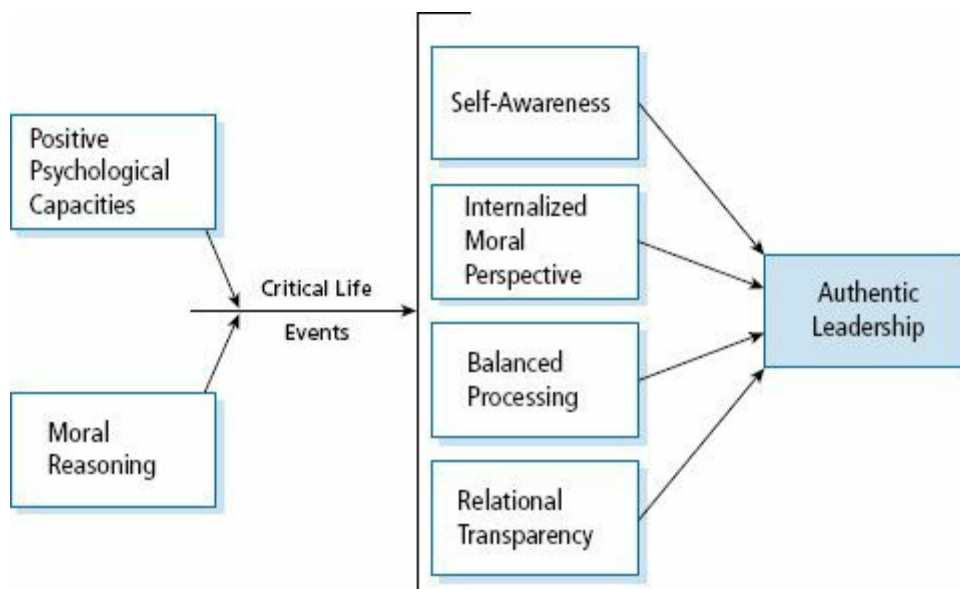 Positive
Psychological
Capacities
Moral
Reasoning
Critical Life
Events
Self-Awareness
Internalized
Moral
Perspective
Balanced
Processing
Relational
Transparency
Authentic
Leadership